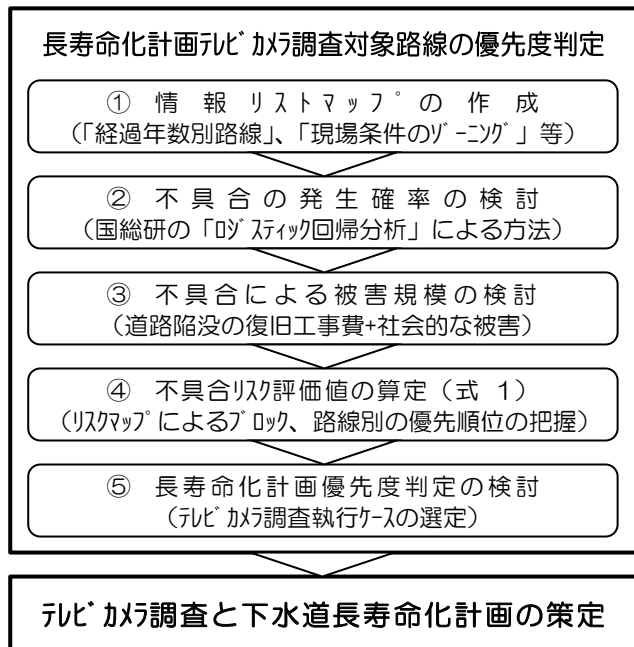 長寿命化計画ﾃﾚﾋﾞｶﾒﾗ調査対象路線の優先度判定
① 情報リストマップの作成
（「経過年数別路線」、「現場条件のｿﾞｰﾆﾝｸﾞ」等）
② 不具合の発生確率の検討
（国総研の「ﾛｼﾞｽﾃｨｯｸ回帰分析」による方法）
③ 不具合による被害規模の検討
（道路陥没の復旧工事費+社会的な被害）
④ 不具合ﾘｽｸ評価値の算定（式 1）
（ﾘｽｸﾏｯﾌﾟによるﾌﾞﾛｯｸ、路線別の優先順位の把握）
⑤ 長寿命化計画優先度判定の検討
（ﾃﾚﾋﾞｶﾒﾗ調査執行ｹｰｽの選定）
ﾃﾚﾋﾞｶﾒﾗ調査と下水道長寿命化計画の策定